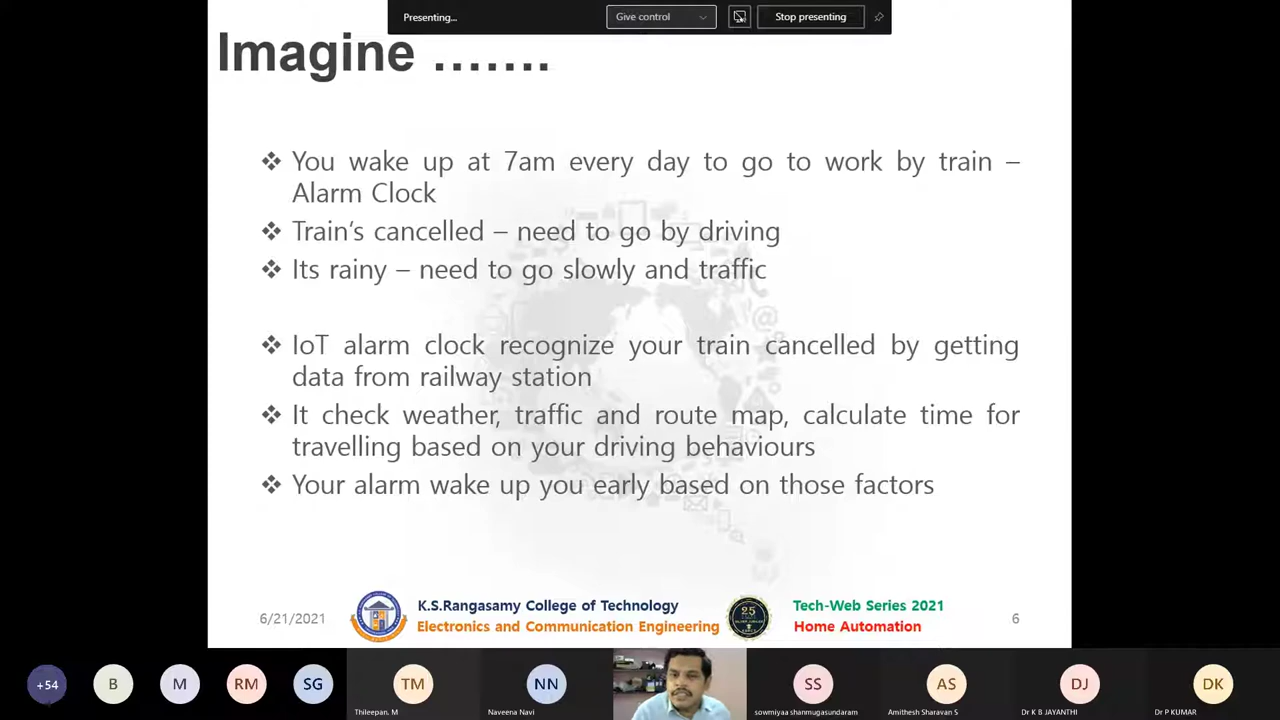 Presenting...
Give control
Stop presenting
Imagine .......
❖ You wake up at 7am every day to go to work by train –
Alarm Clock
❖ Train's cancelled – need to go by driving
❖ Its rainy – need to go slowly and traffic
❖ IoT alarm clock recognize your train cancelled by getting
data from railway station
❖ It check weather, traffic and route map, calculate time for
travelling based on your driving behaviours
❖ Your alarm wake up you early based on those factors
6/21/2021
K.S.Rangasamy College of Technology
Electronics and Communication Engineering
25
Tech-Web Series 2021
Home Automation
6
+54
B
M
RM
SG
TM
Thileepan. M
NN
Naveena Navi
SS
sowmiyaa shanmugasundaram
AS
Amithesh Sharavan S
DJ
Dr K B JAYANTHI
DK
Dr P KUMAR